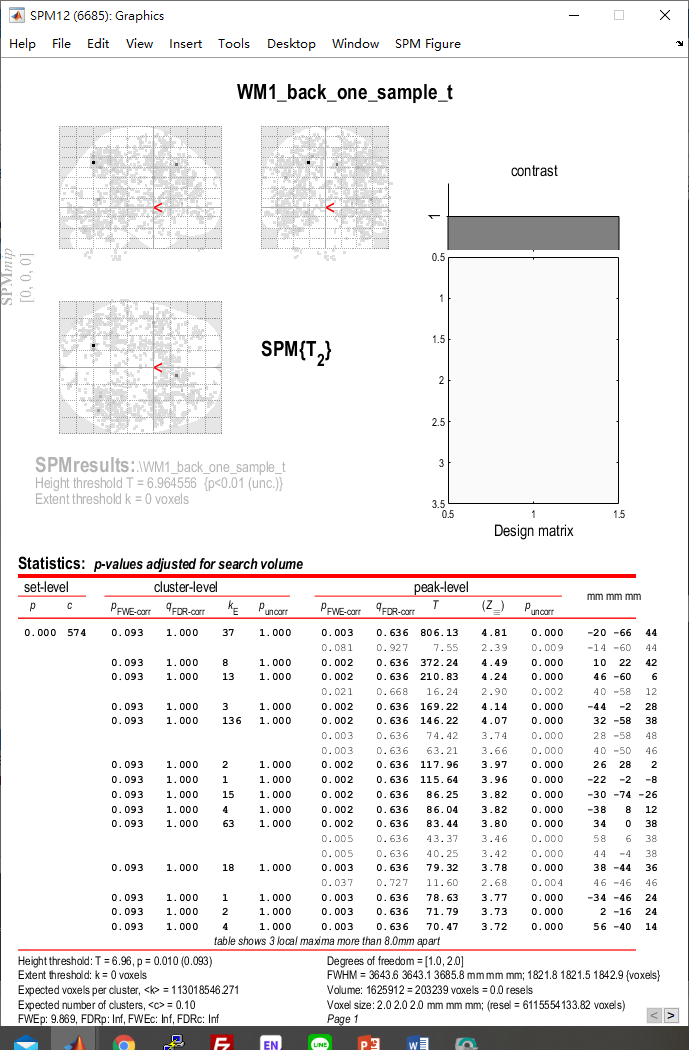 SPM12 (6685): Graphics
Help File Edit View Insert Tools Desktop Window SPM Figure
WM1_back_one_sample_t
SPMmip
[0, 0, 0]
<
<
<
SPM{T2}
contrast
1
0.5
1
1.5
2
2.5
3
3.5
0.5 1 1.5
Design matrix
SPMresults: .\WM1_back_one_sample_t
Height threshold T = 6.964556 {p<0.01 (unc.)}
Extent threshold k = 0 voxels
Statistics: p-values adjusted for search volume
set-level cluster-level peak-level mm mm mm
p c pFWE-corr qFDR-corr kE puncorr pFWE-corr qFDR-corr T (Z≡) puncorr
0.000 574 0.093 1.000 37 1.000 0.003 0.636 806.13 4.81 0.000 -20 -66 44
0.081 0.927 7.55 2.39 0.009 -14 -60 44
0.093 1.000 8 1.000 0.002 0.636 372.24 4.49 0.000 10 22 42
0.093 1.000 13 1.000 0.002 0.636 210.83 4.24 0.000 46 -60 6
0.021 0.668 16.24 2.90 0.002 40 -58 12
0.093 1.000 3 1.000 0.002 0.636 169.22 4.14 0.000 -44 -2 28
0.093 1.000 136 1.000 0.002 0.636 146.22 4.07 0.000 32 -58 38
0.003 0.636 74.42 3.74 0.000 28 -58 48
0.003 0.636 63.21 3.66 0.000 40 -50 46
0.093 1.000 2 1.000 0.002 0.636 117.96 3.97 0.000 26 28 2
0.093 1.000 1 1.000 0.002 0.636 115.64 3.96 0.000 -22 -2 -8
0.093 1.000 15 1.000 0.002 0.636 86.25 3.82 0.000 -30 -74 -26
0.093 1.000 4 1.000 0.002 0.636 86.04 3.82 0.000 -38 8 12
0.093 1.000 63 1.000 0.002 0.636 83.44 3.80 0.000 34 0 38
0.005 0.636 43.37 3.46 0.000 58 6 38
0.005 0.636 40.25 3.42 0.000 44 -4 38
0.093 1.000 18 1.000 0.003 0.636 79.32 3.78 0.000 38 -44 36
0.037 0.727 11.60 2.68 0.004 46 -46 46
0.093 1.000 1 1.000 0.003 0.636 78.63 3.77 0.000 -34 -46 24
0.093 1.000 2 1.000 0.003 0.636 71.79 3.73 0.000 2 -16 24
0.093 1.000 4 1.000 0.003 0.636 70.47 3.72 0.000 56 -40 14
table shows 3 local maxima more than 8.0mm apart
Height threshold: T = 6.96, p = 0.010 (0.093)
Extent threshold: k = 0 voxels
Expected voxels per cluster, <k> = 113018546.271
Expected number of clusters, <c> = 0.10
FWEp: 9.869, FDRp: Inf, FWEc: Inf, FDRc: Inf
Degrees of freedom = [1.0, 2.0]
FWHM = 3643.6 3643.1 3685.8 mm mm mm; 1821.8 1821.5 1842.9 {voxels}
Volume: 1625912 = 203239 voxels = 0.0 resels
Voxel size: 2.0 2.0 2.0 mm mm mm; (resel = 6115554133.82 voxels)
Page 1
< >
EN
LINE